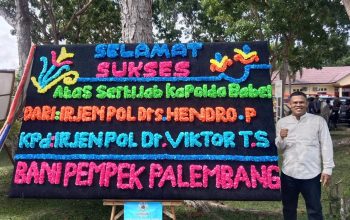 SELAMAT
SUKSES
Atas Sertijab Kapolda Babel
DARI:IRJEN POL Drs. HENDRO.P
KPd:IRJEN POL Dr. VIKTOR T.S
BANI PEMPEK PALEMBANG